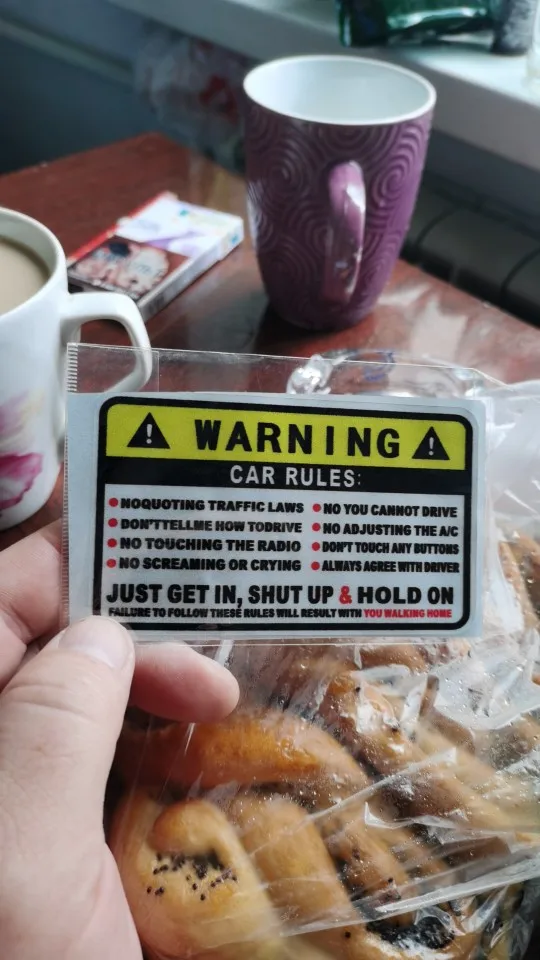 WARNING
CAR RULES:
NOQUOTING TRAFFIC LAWS
DON'TTELLME HOW TODRIVE
NO TOUCHING THE RADIO
NO SCREAMING OR CRYING
NO YOU CANNOT DRIVE
NO ADJUSTING THE A/C
DON'T TOUCH ANY BUTTONS
ALWAYS AGREE WITH DRIVER
JUST GET IN, SHUT UP & HOLD ON
FAILURE TO FOLLOW THESE RULES WILL RESULY WITH YOU WALKING HOME